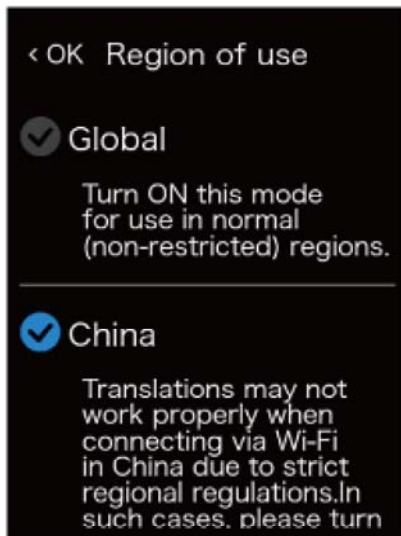 < OK Region of use
Global
Turn ON this mode
for use in normal
(non-restricted) regions.
China
Translations may not
work properly when
connecting via Wi-Fi
in China due to strict
regional regulations.In
such cases, please turn